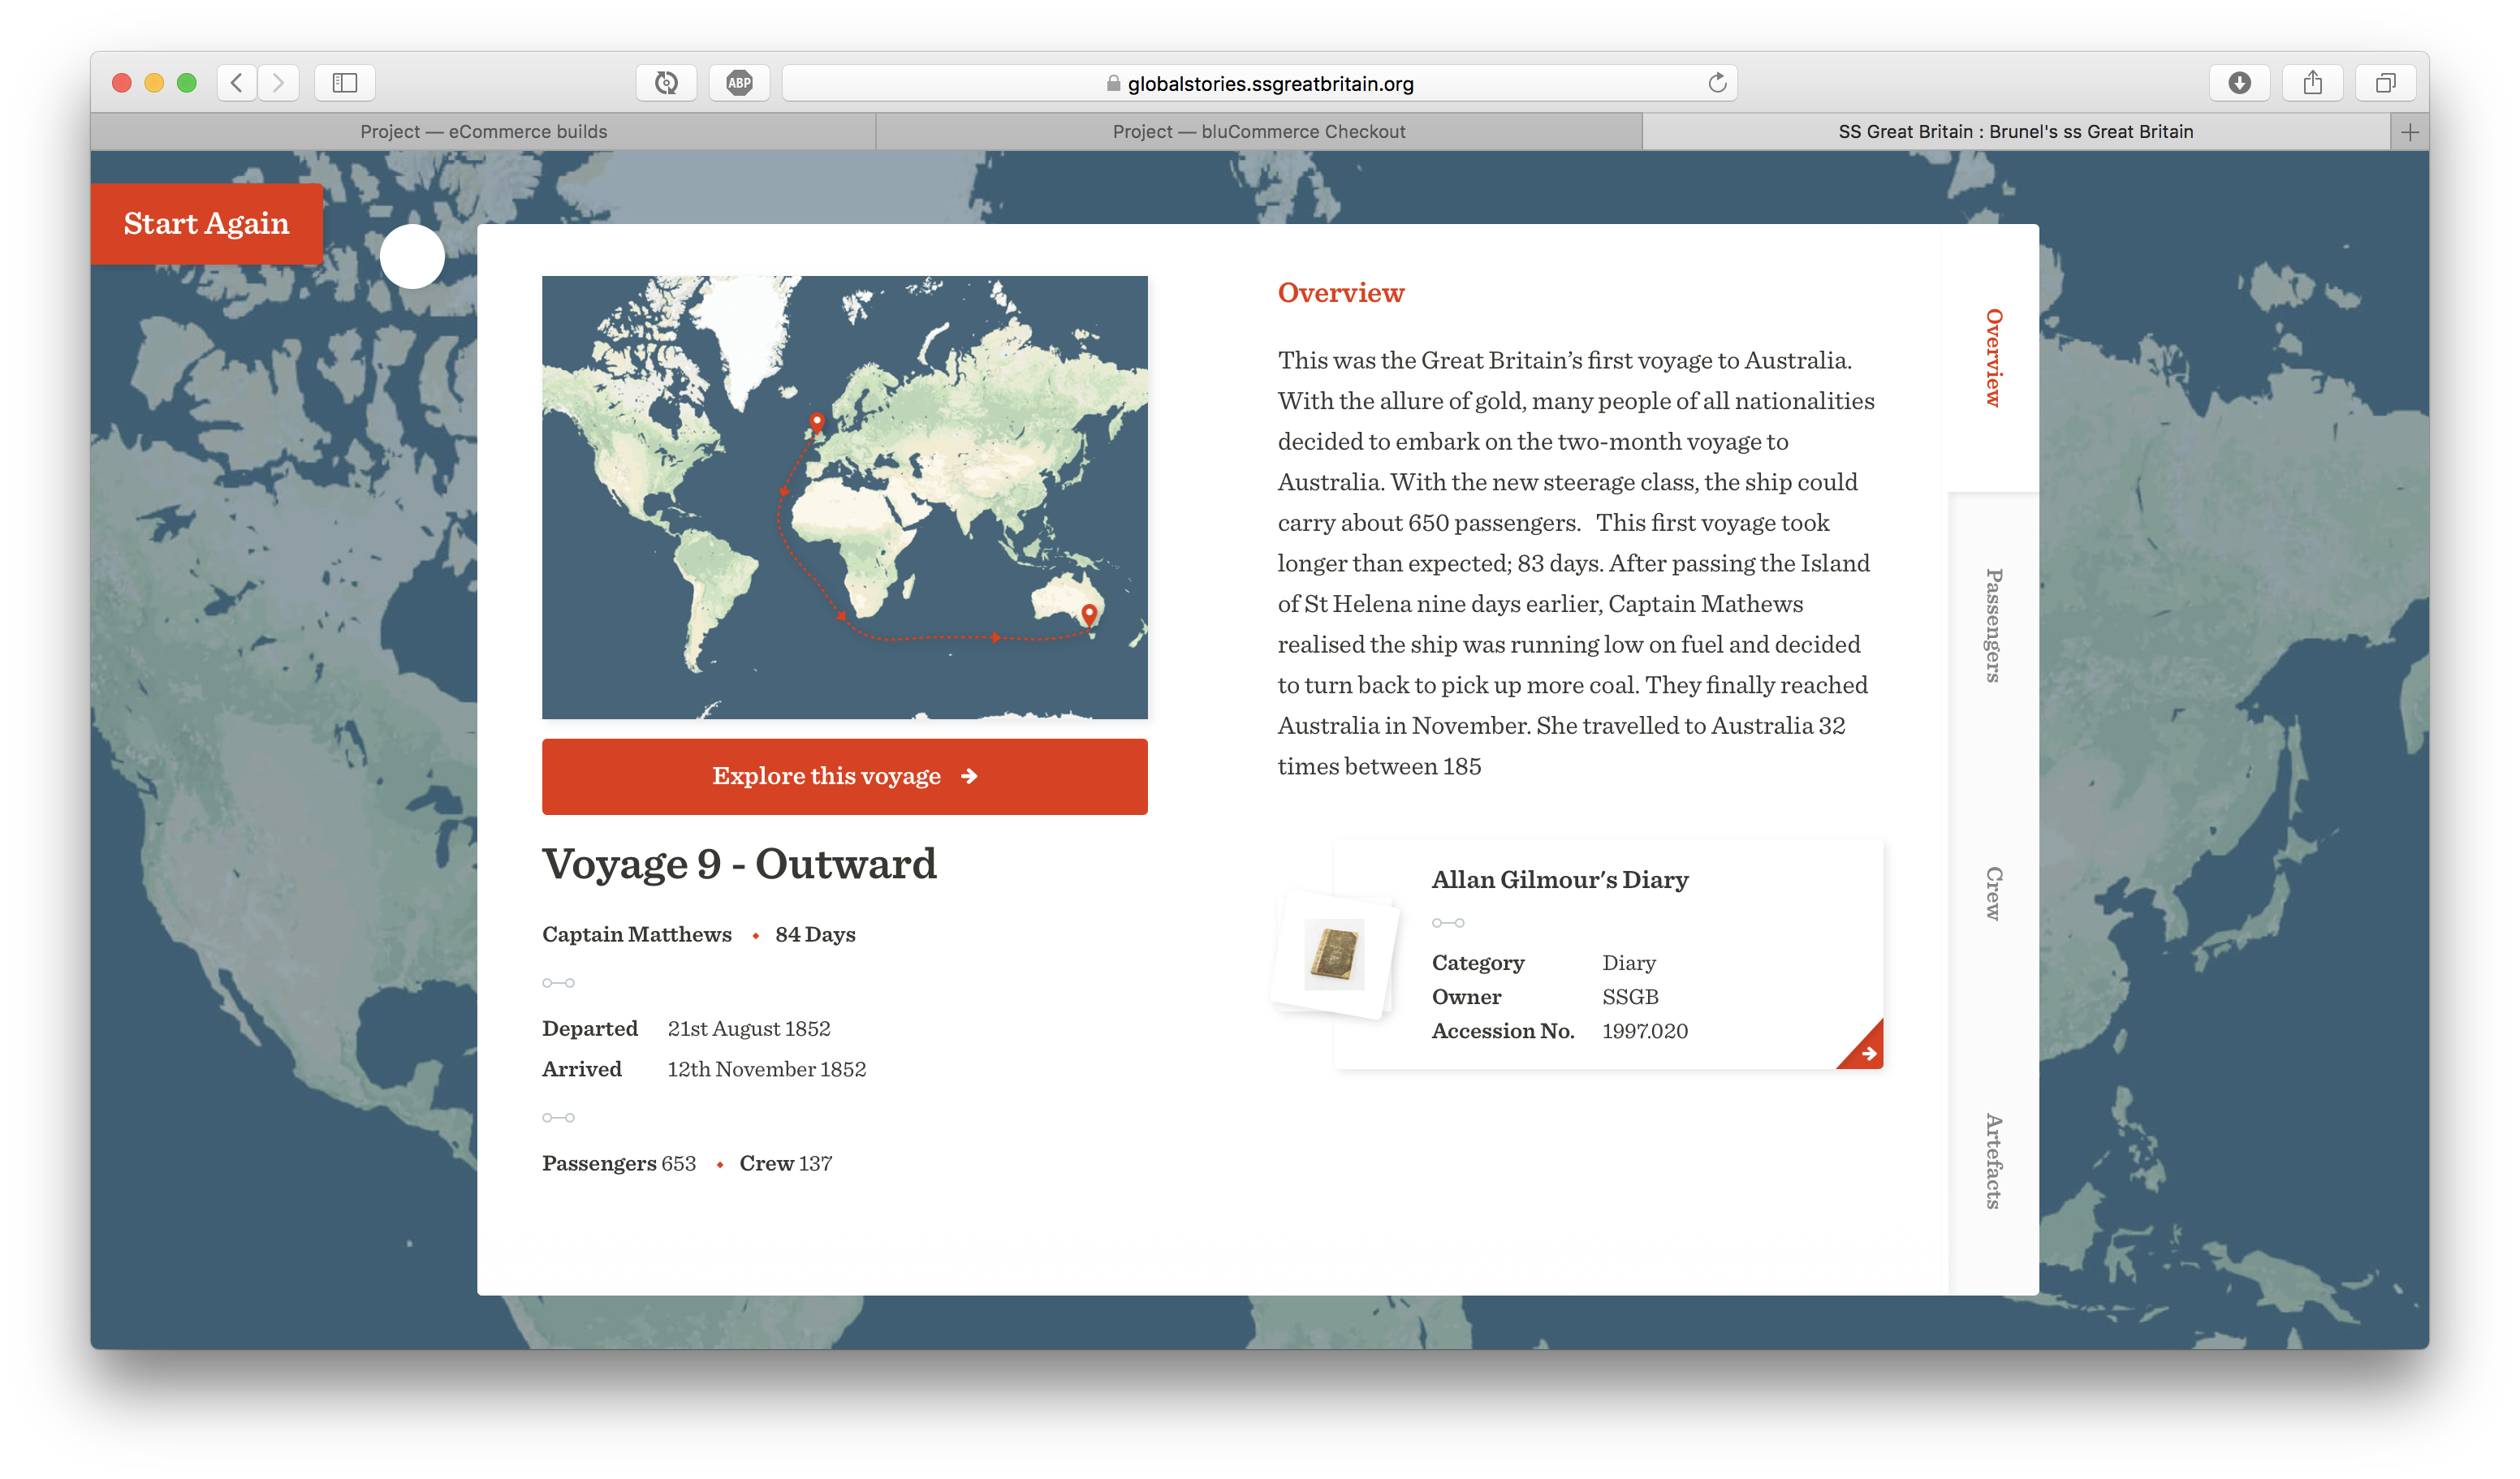 ABP
globalstories.ssgreatbritain.org
Project — eCommerce builds
Project — bluCommerce Checkout
SS Great Britain : Brunel's ss Great Britain
Start Again
Explore this voyage
Voyage 9 - Outward
Captain Matthews 84 Days
Departed 21st August 1852
Arrived 12th November 1852
Passengers 653 Crew 137
Overview
This was the Great Britain’s first voyage to Australia.
With the allure of gold, many people of all nationalities
decided to embark on the two-month voyage to
Australia. With the new steerage class, the ship could
carry about 650 passengers.   This first voyage took
longer than expected; 83 days. After passing the Island
of St Helena nine days earlier, Captain Mathews
realised the ship was running low on fuel and decided
to turn back to pick up more coal. They finally reached
Australia in November. She travelled to Australia 32
times between 185
Allan Gilmour's Diary
Category Diary
Owner SSGB
Accession No. 1997.020
Overview
Passengers
Crew
Artefacts